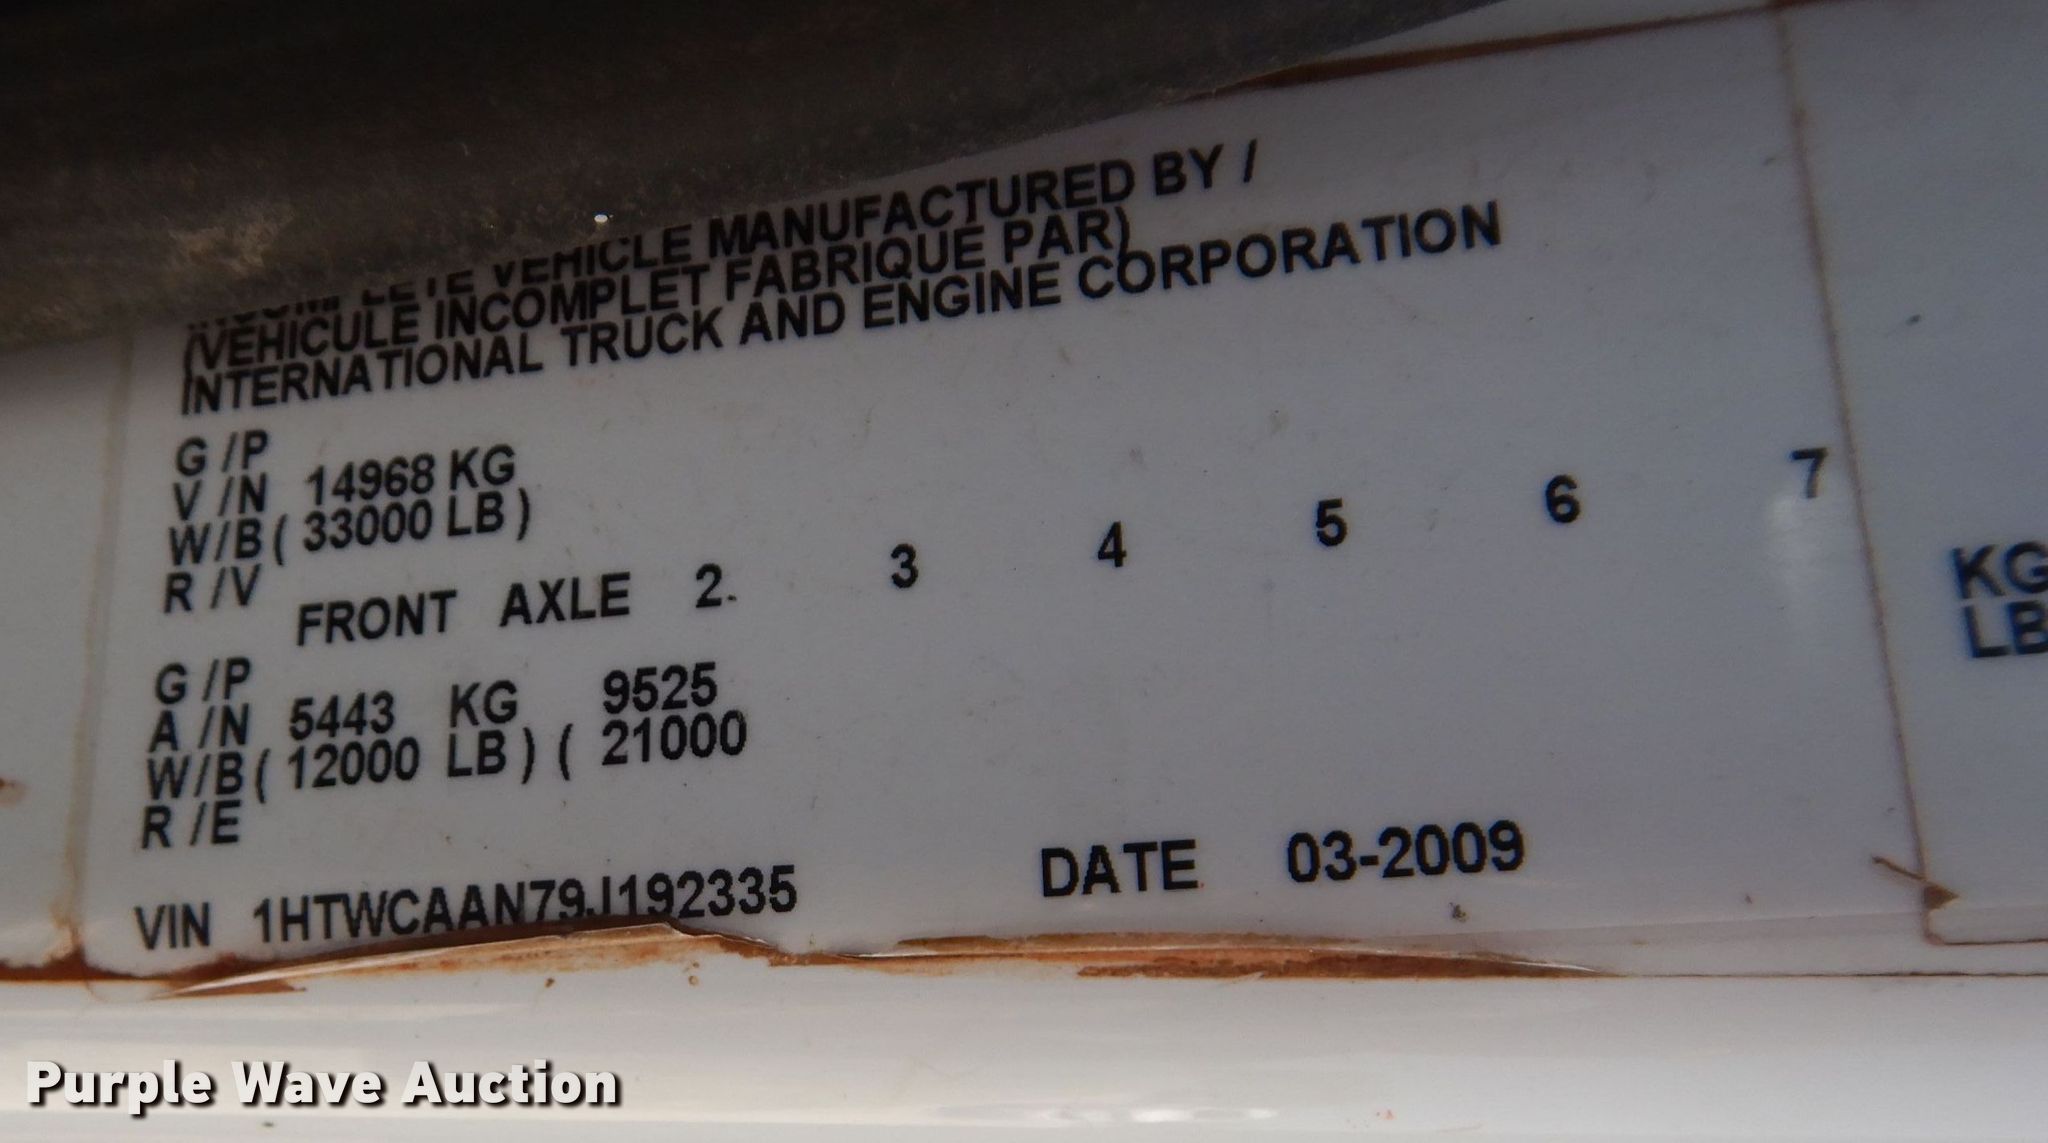 INCOMPLETE VEHICLE MANUFACTURED BY /
(VEHICULE INCOMPLET FABRIQUE PAR)
INTERNATIONAL TRUCK AND ENGINE CORPORATION
G /P
V /N 14968 KG
W/B ( 33000 LB )
R /V
FRONT AXLE 2. 3 4 5 6 7
KG
LB
G /P
A /N 5443 KG 9525
W/B ( 12000 LB ) ( 21000
R /E
VIN 1HTWCAAN79J192335 DATE 03-2009
Purple Wave Auction